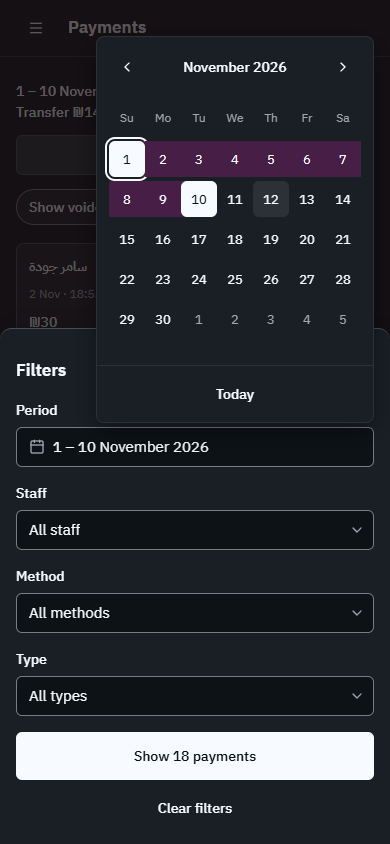 Payments
1 – 10 Nover
Transfer ₪14
Show void
سامر جودة
2 Nov · 18:5
₪30
November 2026
Su Mo Tu We Th Fr Sa
1 2 3 4 5 6 7
8 9 10 11 12 13 14
15 16 17 18 19 20 21
22 23 24 25 26 27 28
29 30 1 2 3 4 5
Today
Filters
Period
1 – 10 November 2026
Staff
All staff
Method
All methods
Type
All types
Show 18 payments
Clear filters